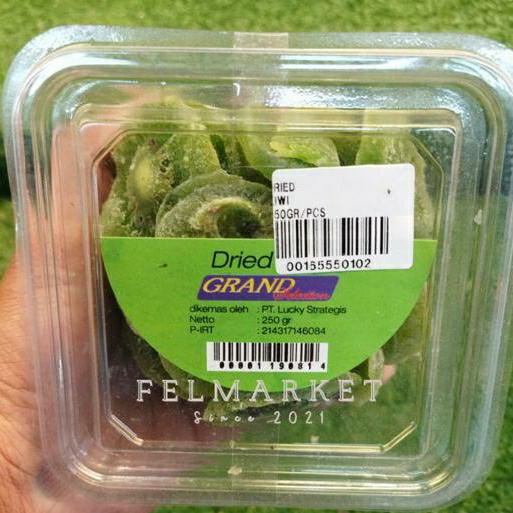 RIED
IWI
50GR/PCS
00155550102
Dried
GRAND
Selection
dikemas oleh : PT. Lucky Strategis
Netto : 250 gr
P-IRT : 214317146084
00001190814
FELMARKET
Since 2021